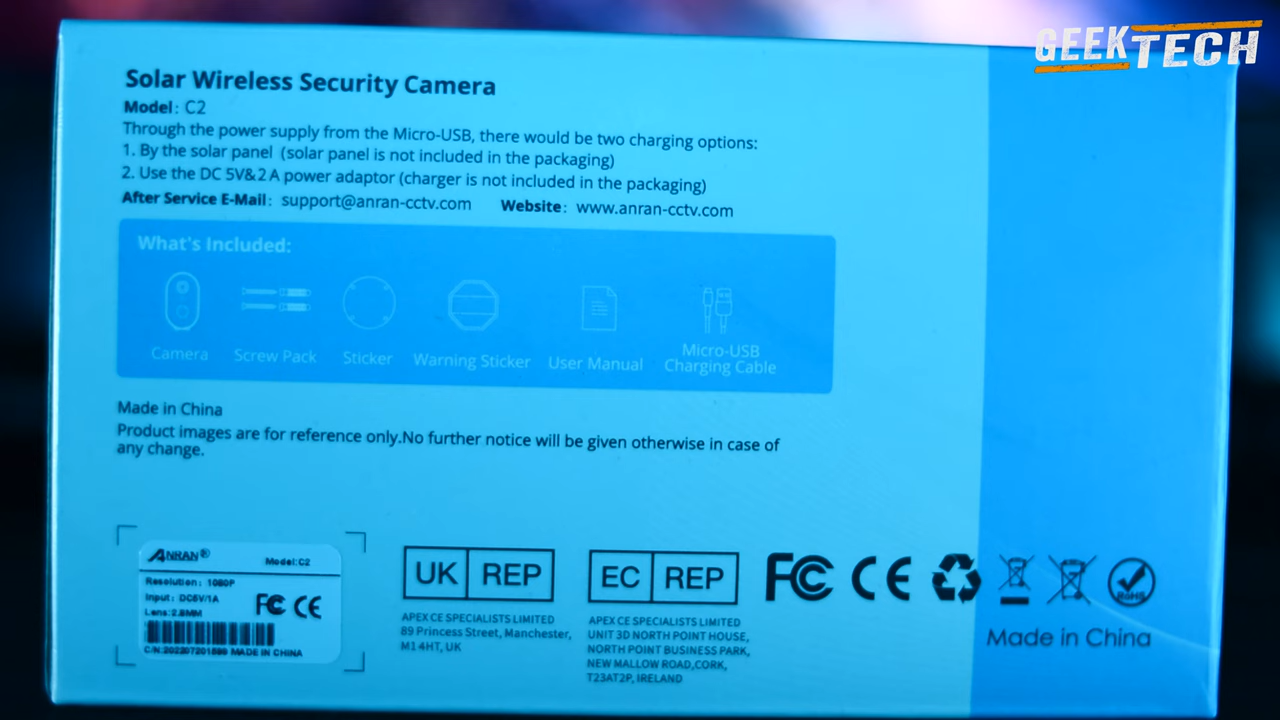 GEEKTECH
Solar Wireless Security Camera
Model: C2
Through the power supply from the Micro-USB, there would be two charging options:
1. By the solar panel (solar panel is not included in the packaging)
2. Use the DC 5V&2A power adaptor (charger is not included in the packaging)
After Service E-Mail: support@anran-cctv.com Website: www.anran-cctv.com
What's Included:
Camera
Screw Pack
Sticker
Warning Sticker
User Manual
Micro-USB
Charging Cable
Made in China
Product images are for reference only.No further notice will be given otherwise in case of
any change.
ANRAN® Model:C2
Resolution: 1080P
Input: DC5V/1A
Lens:2.8MM
FC CE
MADE IN CHINA
UK REP
APEX CE SPECIALISTS LIMITED
89 Princess Street, Manchester,
M1 4HT, UK
EC REP
APEX CE SPECIALISTS LIMITED
UNIT 3D NORTH POINT HOUSE,
NORTH POINT BUSINESS PARK,
NEW MALLOW ROAD,CORK,
T23AT2P, IRELAND
FC CE
RoHS
Made in China